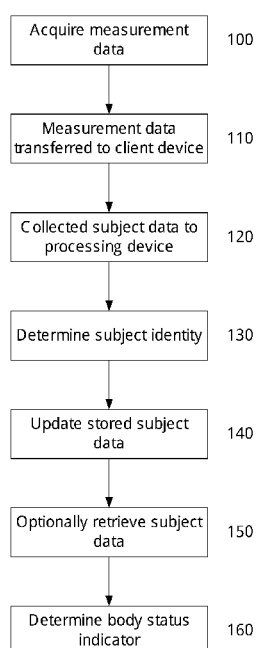 Acquire measurement
data
100
Measurement data
transferred to client device
110
Collected subject data to
processing device
120
Determine subject identity
130
Update stored subject
data
140
Optionally retrieve subject
data
150
Determine body status
indicator
160